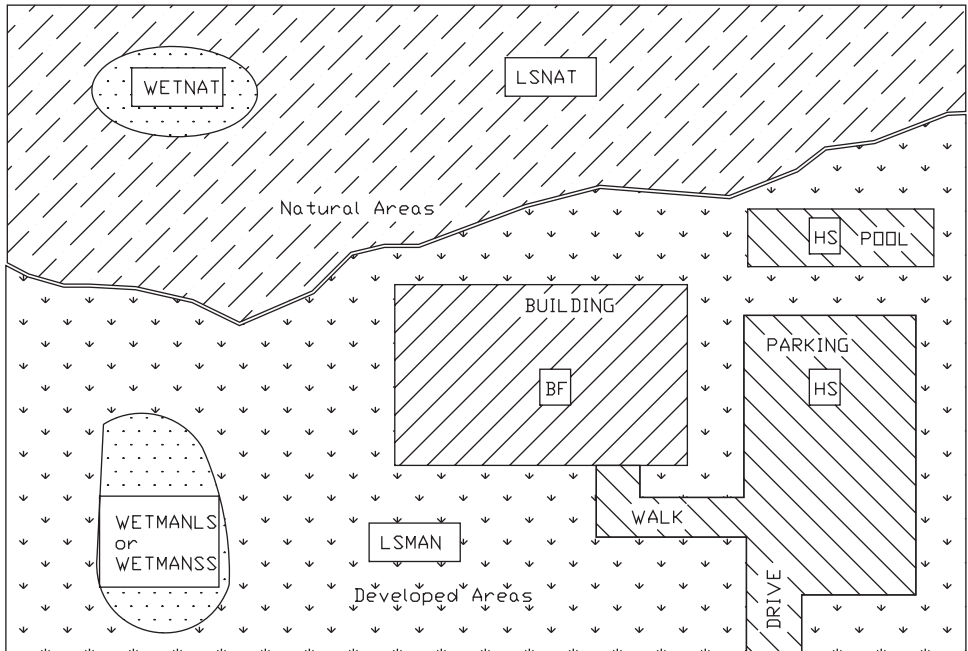 WETNAT
LSNAT
Natural Areas
HS
POOL
BUILDING
PARKING
BF
HS
WETMANLS
or
WETMANSS
WALK
LSMAN
Developed Areas
DRIVE